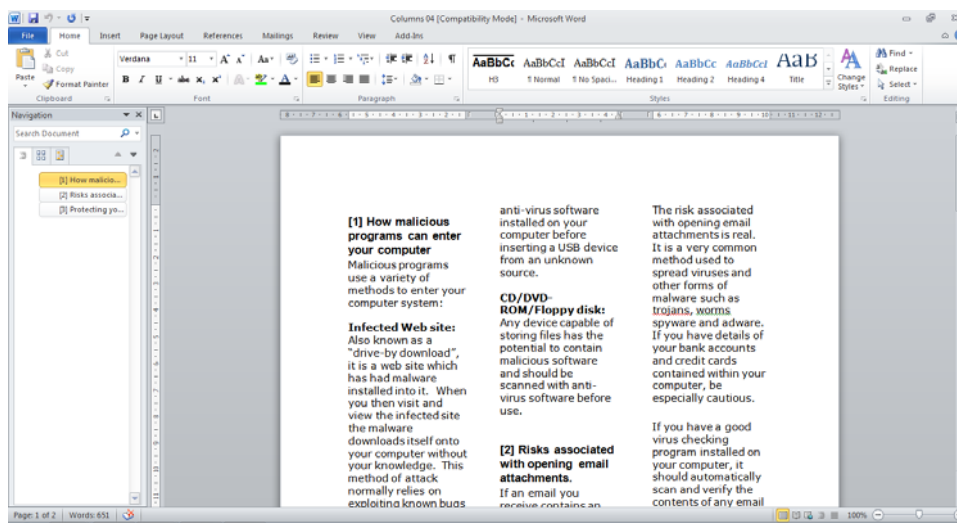 Columns 04 [Compatibility Mode] - Microsoft Word
File Home Insert Page Layout References Mailings Review View Add-Ins
Paste
Cut
Copy
Format Painter
Clipboard
Verdana 11
Font
Paragraph
AaBbCc AaBbCcI AaBbCcI AaBbCc AaBbCc AaBbCcI AaB
H3 ¶ Normal ¶ No Spaci... Heading 1 Heading 2 Heading 4 Title
Change Styles
Styles
Find
Replace
Select
Editing
Navigation
Search Document
[1] How malicio...
[2] Risks associa...
[3] Protecting yo...
[1] How malicious
programs can enter
your computer
Malicious programs
use a variety of
methods to enter your
computer system:
Infected Web site:
Also known as a
“drive-by download”,
it is a web site which
has had malware
installed into it. When
you then visit and
view the infected site
the malware
downloads itself onto
your computer without
your knowledge. This
method of attack
normally relies on
exploiting known bugs
anti-virus software
installed on your
computer before
inserting a USB device
from an unknown
source.
CD/DVD-
ROM/Floppy disk:
Any device capable of
storing files has the
potential to contain
malicious software
and should be
scanned with anti-
virus software before
use.
[2] Risks associated
with opening email
attachments.
If an email you
receive contains an
The risk associated
with opening email
attachments is real.
It is a very common
method used to
spread viruses and
other forms of
malware such as
trojans, worms
spyware and adware.
If you have details of
your bank accounts
and credit cards
contained within your
computer, be
especially cautious.
If you have a good
virus checking
program installed on
your computer, it
should automatically
scan and verify the
contents of any email
Page: 1 of 2 Words: 651 100%